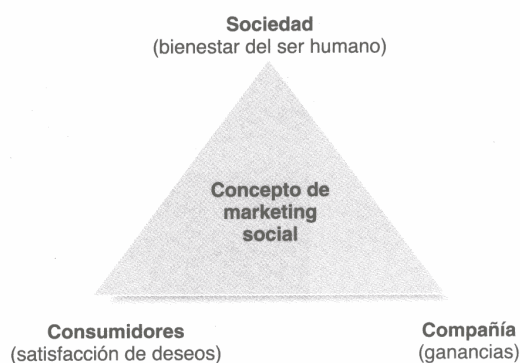 Sociedad
(bienestar del ser humano)
Concepto de
marketing
social
Consumidores
(satisfacción de deseos)
Compañía
(ganancias)